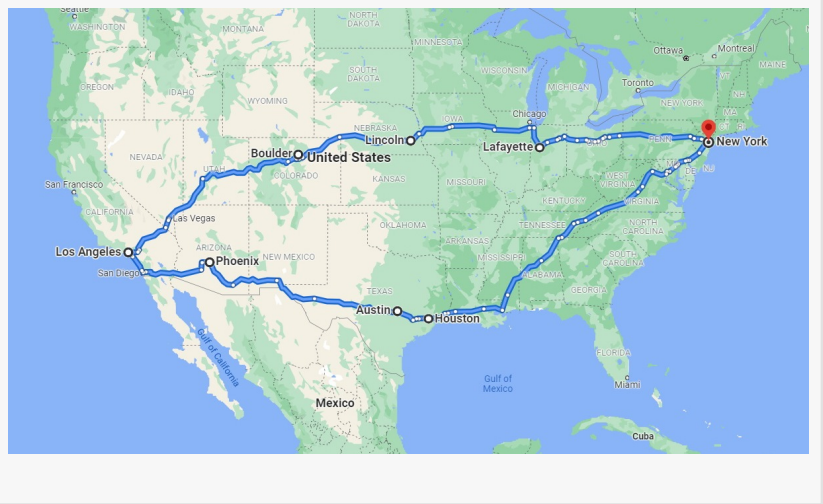 Seattle
WASHINGTON
NORTH
DAKOTA
MONTANA
MINNESOTA
Ottawa
Montreal
MAINE
OREGON
IDAHO
SOUTH
DAKOTA
WISCONSIN
MICHIGAN
Toronto
VT
NH
WYOMING
NEW YORK
MA
RI
Chicago
IOWA
NEBRASKA
Lincoln
PENN
New York
NEVADA
Boulder
United States
Lafayette
OHIO
UTAH
COLORADO
MD
DE
NJ
San Francisco
KANSAS
MISSOURI
WEST
VIRGINIA
KENTUCKY
VIRGINIA
CALIFORNIA
Las Vegas
OKLAHOMA
TENNESSEE
NORTH
CAROLINA
Los Angeles
ARIZONA
Phoenix
NEW MEXICO
ARKANSAS
MISSISSIPPI
SOUTH
CAROLINA
San Diego
ALABAMA
GEORGIA
TEXAS
Austin
Houston
Gulf of California
FLORIDA
Gulf of
Mexico
Miami
Mexico
Cuba